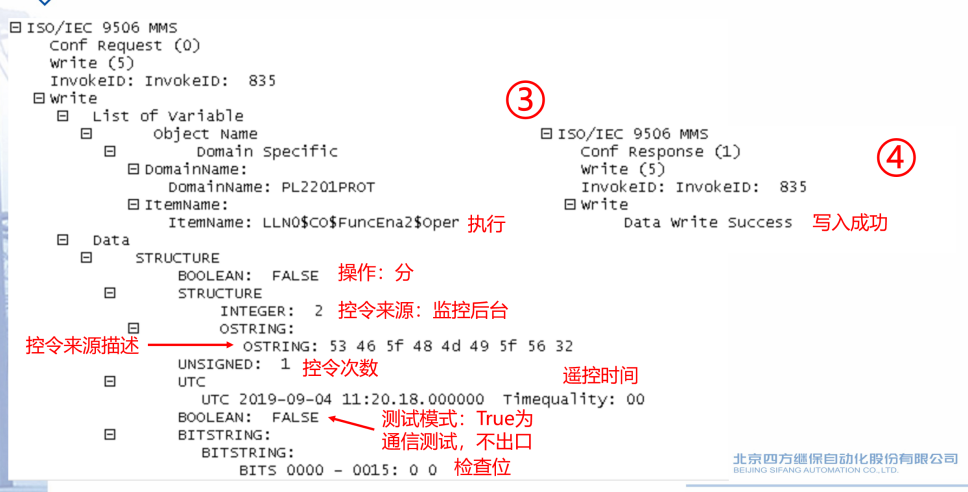 ISO/IEC 9506 MMS
Conf Request (0)
Write (5)
InvokeID: InvokeID: 835
Write
List of Variable
Object Name
Domain Specific
DomainName:
DomainName: PL2201PROT
ItemName:
ItemName: LLN0$CO$FuncEna2$Oper 执行
Data
STRUCTURE
BOOLEAN: FALSE 操作：分
STRUCTURE
INTEGER: 2 控令来源：监控后台
OSTRING:
控令来源描述 OSTRING: 53 46 5f 48 4d 49 5f 56 32
UNSIGNED: 1 控令次数
UTC 遥控时间
UTC 2019-09-04 11:20.18.000000 Timequality: 00
BOOLEAN: FALSE 测试模式：True为
通信测试，不出口
BITSTRING:
BITSTRING:
BITS 0000 - 0015: 0 0 检查位
③
ISO/IEC 9506 MMS
Conf Response (1)
Write (5)
InvokeID: InvokeID: 835
Write
Data Write Success 写入成功
④
北京四方继保自动化股份有限公司
BEIJING SIFANG AUTOMATION CO.,LTD.